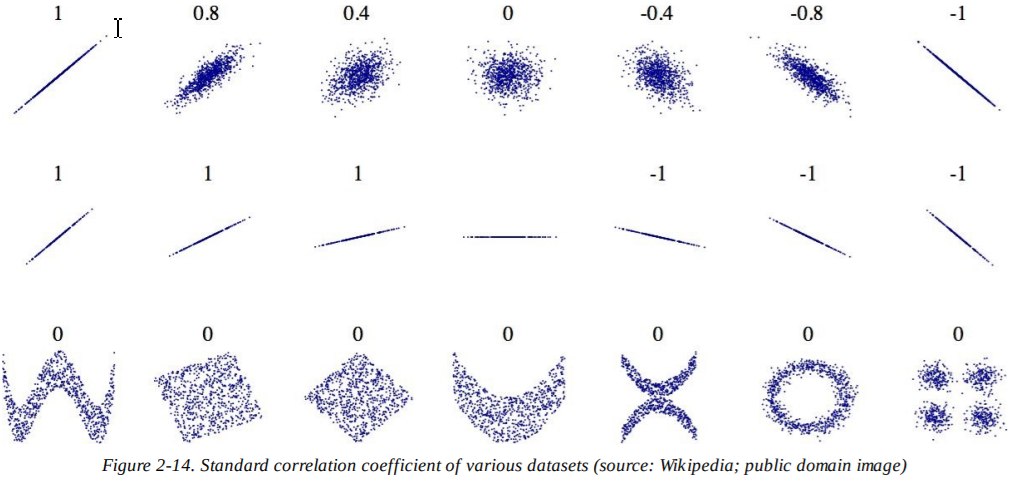 1 0.8 0.4 0 -0.4 -0.8 -1
1 1 1 -1 -1 -1
0 0 0 0 0 0 0
Figure 2-14. Standard correlation coefficient of various datasets (source: Wikipedia; public domain image)